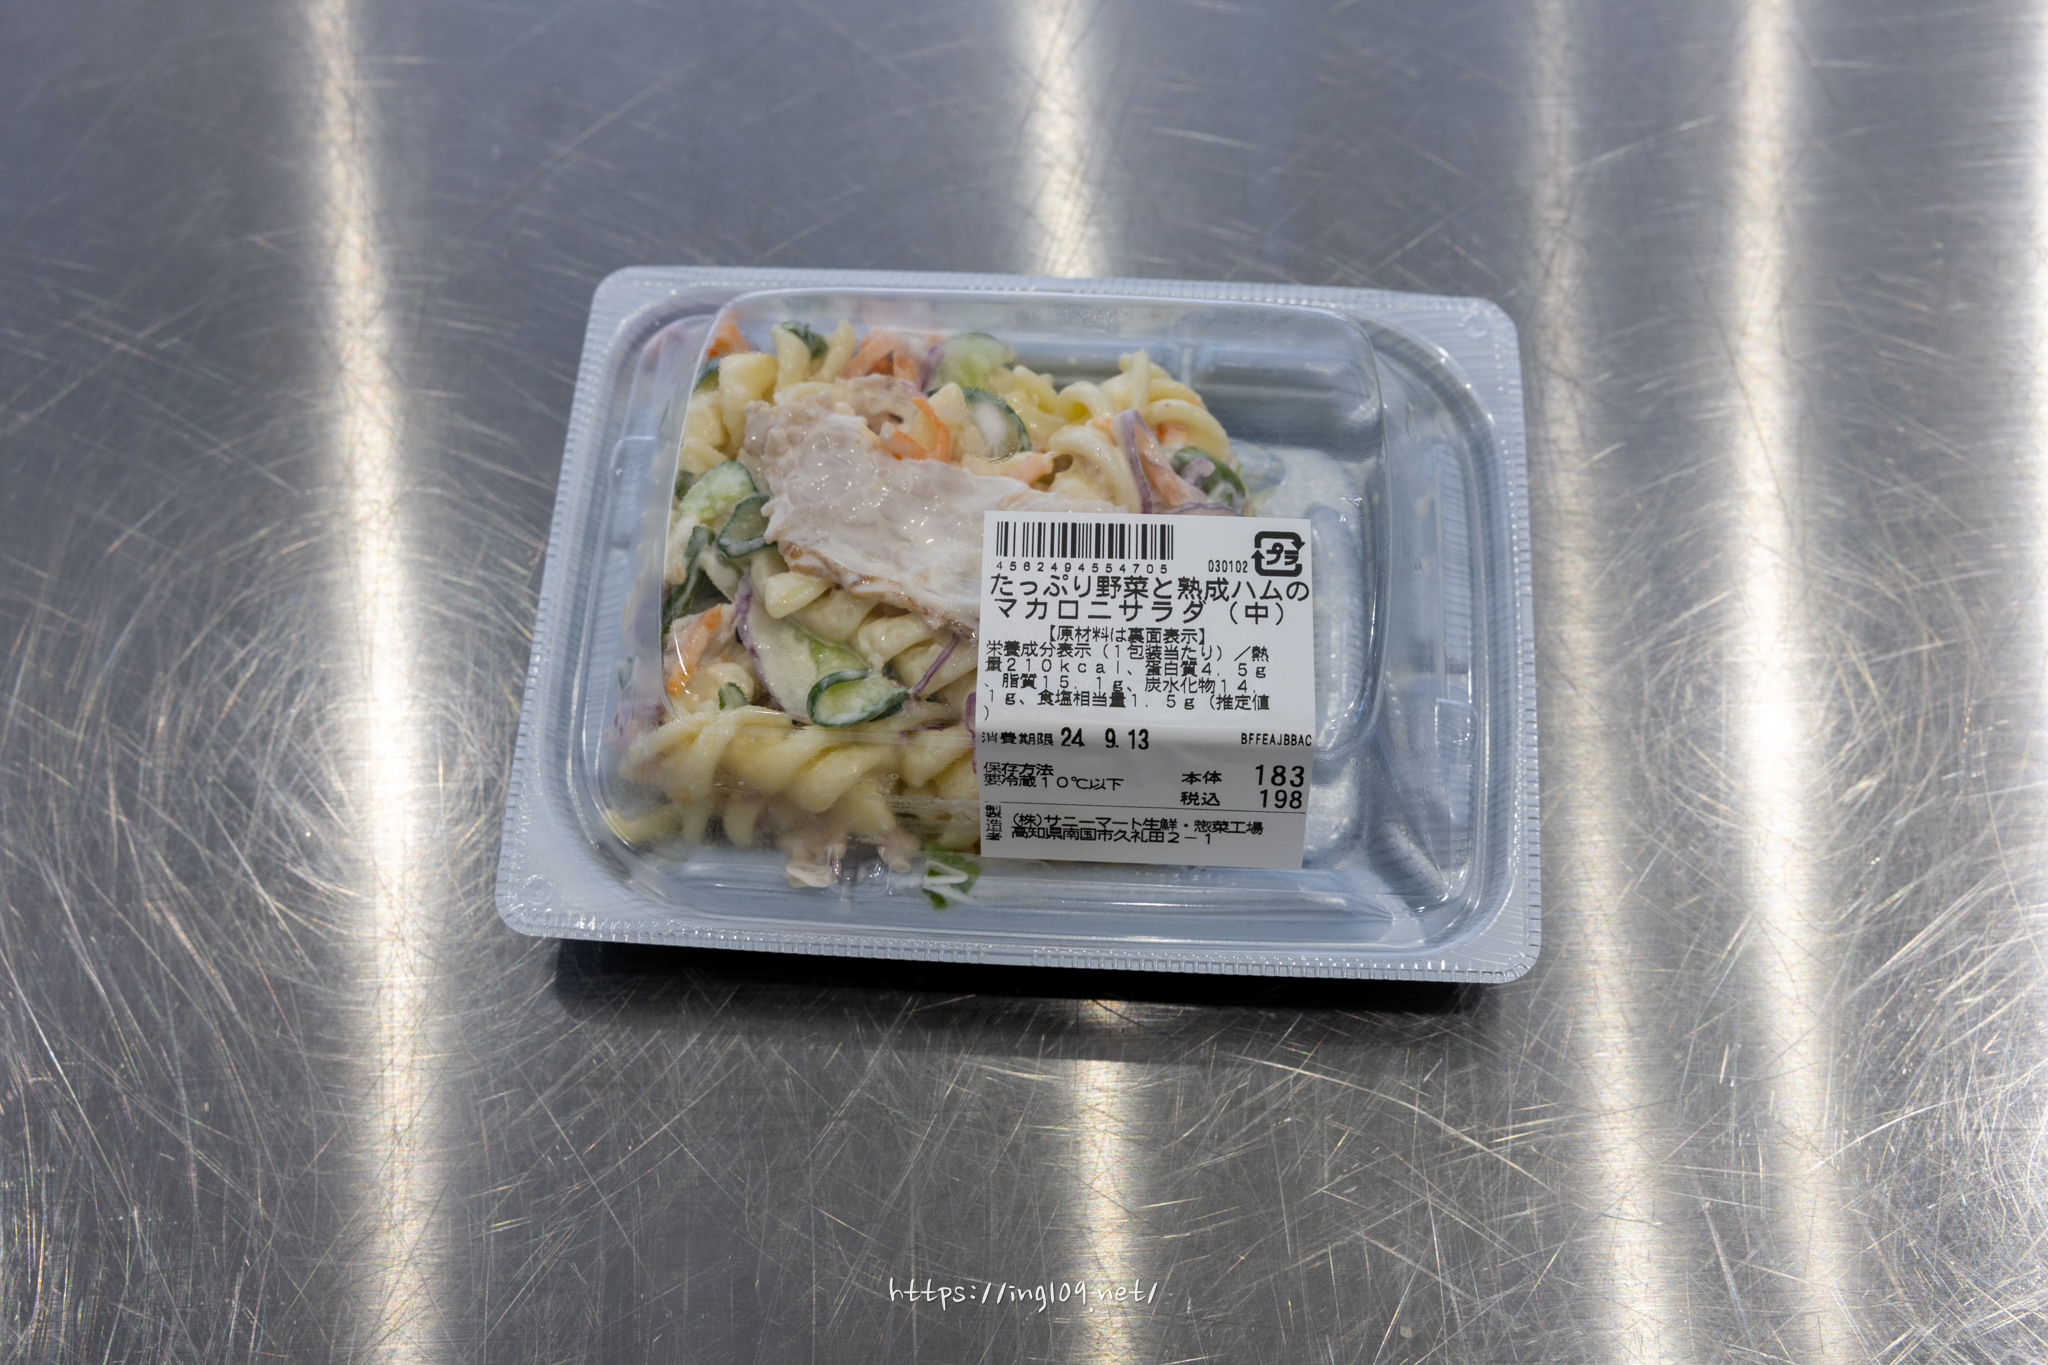 4562494554705
030102
プラ
たっぷり野菜と熟成ハムの
マカロニサラダ（中）
【原材料は裏面表示】
栄養成分表示（1包装当たり）／熱
量210kcal、蛋白質4．5g
、脂質15．1g、炭水化物14．
1g、食塩相当量1．5g（推定値
）
消費期限 24. 9. 13
BFFEAJBBAC
保存方法
要冷蔵10℃以下
本体 183
税込 198
製造者
（株）サニーマート生鮮・惣菜工場
高知県南国市久礼田2－1
https://ing109.net/